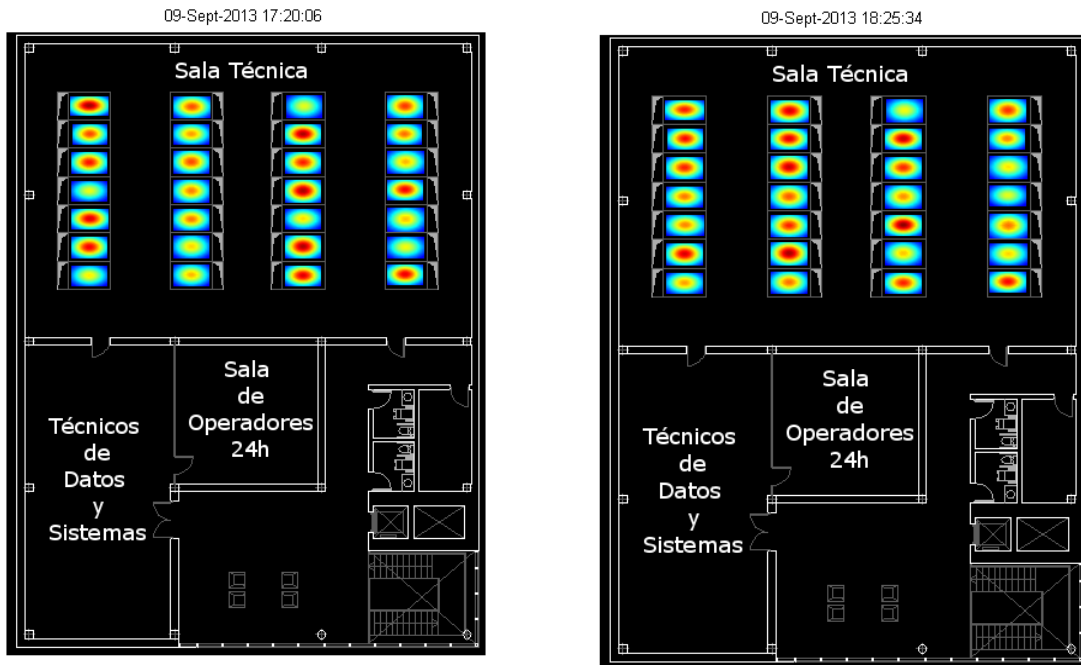 09-Sept-2013 17:20:06
Sala Técnica
Sala
de
Operadores
24h
Técnicos
de
Datos
y
Sistemas
09-Sept-2013 18:25:34
Sala Técnica
Sala
de
Operadores
24h
Técnicos
de
Datos
y
Sistemas